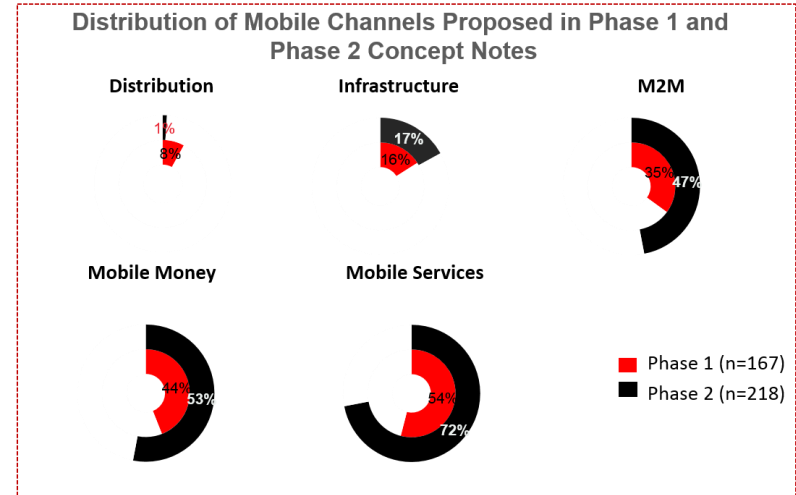 Distribution of Mobile Channels Proposed in Phase 1 and
Phase 2 Concept Notes
Distribution
1%
8%
Infrastructure
17%
16%
M2M
35%
47%
Mobile Money
44%
53%
Mobile Services
54%
72%
Phase 1 (n=167)
Phase 2 (n=218)